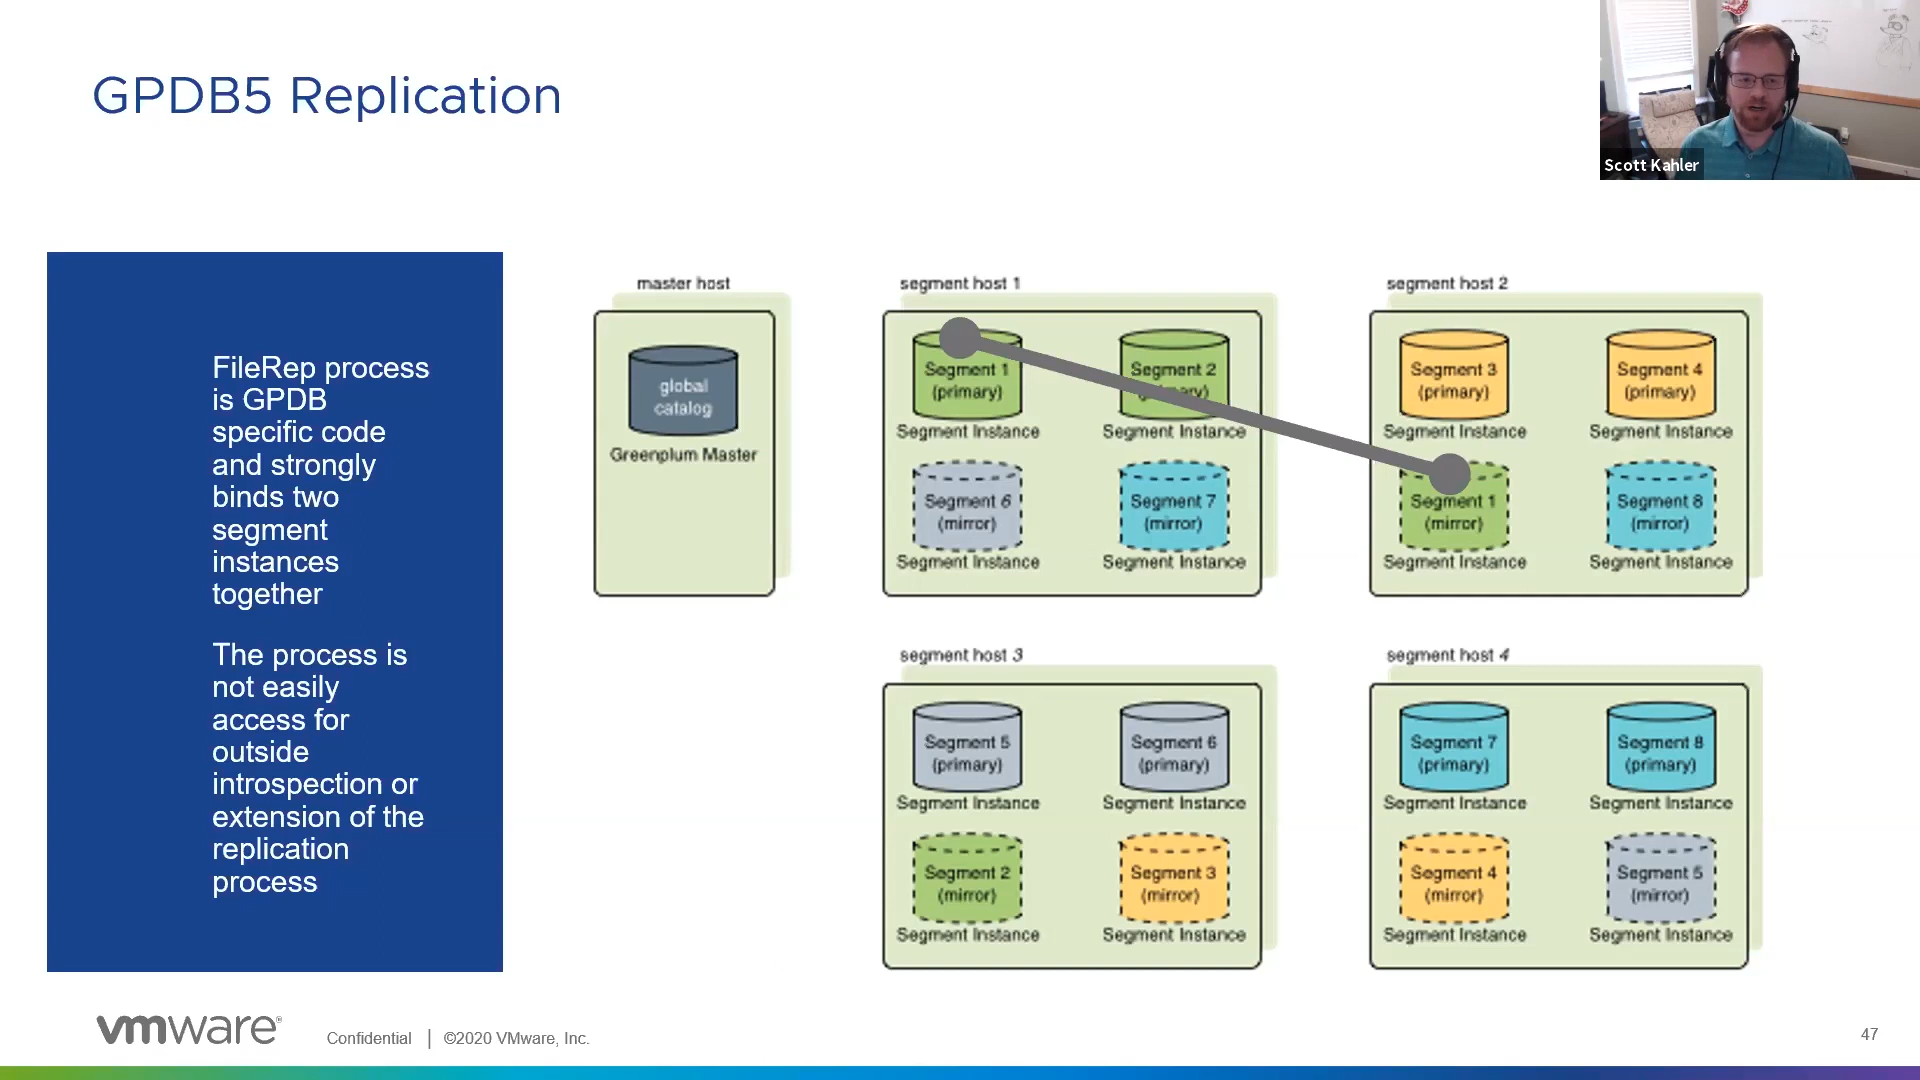 GPDB5 Replication
Scott Kahler
FileRep process
is GPDB
specific code
and strongly
binds two
segment
instances
together
The process is
not easily
access for
outside
introspection or
extension of the
replication
process
master host
global
catalog
Greenplum Master
segment host 1
Segment 1
(primary)
Segment Instance
Segment 2
(primary)
Segment Instance
Segment 6
(mirror)
Segment Instance
Segment 7
(mirror)
Segment Instance
segment host 2
Segment 3
(primary)
Segment Instance
Segment 4
(primary)
Segment Instance
Segment 1
(mirror)
Segment Instance
Segment 8
(mirror)
Segment Instance
segment host 3
Segment 5
(primary)
Segment Instance
Segment 6
(primary)
Segment Instance
Segment 2
(mirror)
Segment Instance
Segment 3
(mirror)
Segment Instance
segment host 4
Segment 7
(primary)
Segment Instance
Segment 8
(primary)
Segment Instance
Segment 4
(mirror)
Segment Instance
Segment 5
(mirror)
Segment Instance
vmware®
Confidential | ©2020 VMware, Inc.
47